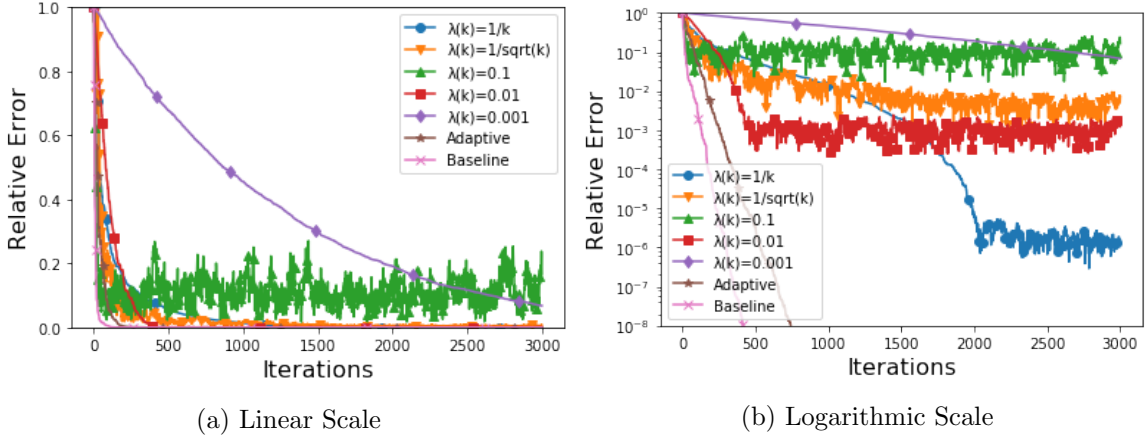 1.0
0.8
0.6
0.4
0.2
0.0
Relative Error
0
500
1000
1500
2000
2500
3000
Iterations
λ(k)=1/k
λ(k)=1/sqrt(k)
λ(k)=0.1
λ(k)=0.01
λ(k)=0.001
Adaptive
Baseline
(a) Linear Scale
10⁰
10⁻¹
10⁻²
10⁻³
10⁻⁴
10⁻⁵
10⁻⁶
10⁻⁷
10⁻⁸
Relative Error
0
500
1000
1500
2000
2500
3000
Iterations
λ(k)=1/k
λ(k)=1/sqrt(k)
λ(k)=0.1
λ(k)=0.01
λ(k)=0.001
Adaptive
Baseline
(b) Logarithmic Scale